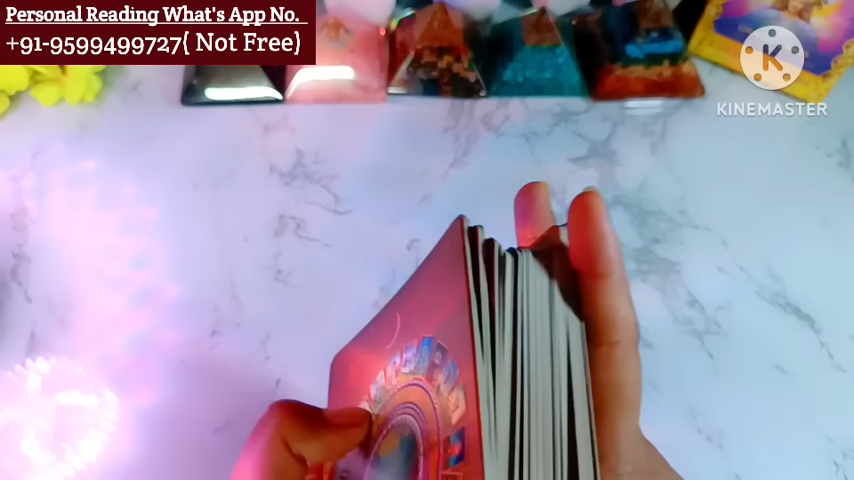 Personal Reading What's App No.
+91-9599499727( Not Free)
K
KINEMASTER